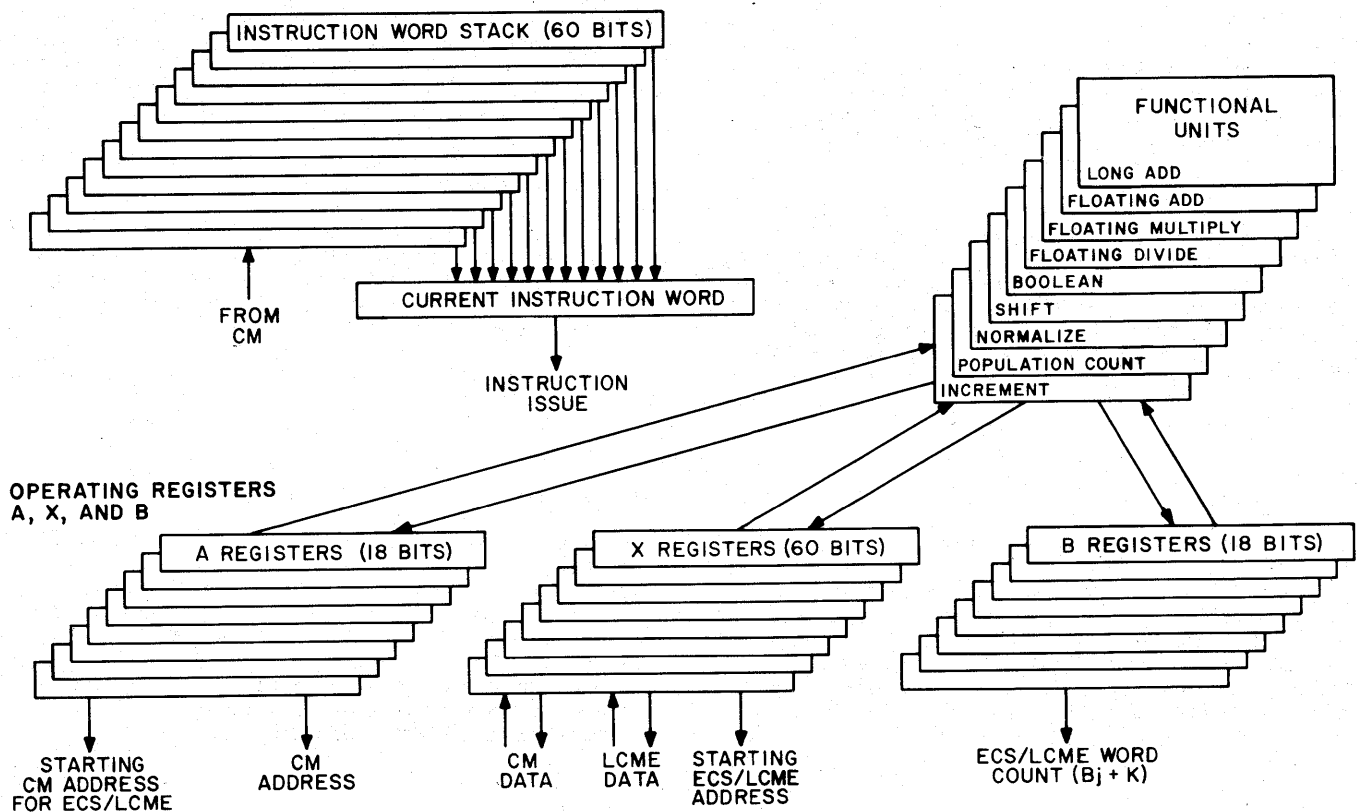 INSTRUCTION WORD STACK (60 BITS)
FUNCTIONAL
UNITS
LONG ADD
FLOATING ADD
FLOATING MULTIPLY
FLOATING DIVIDE
BOOLEAN
SHIFT
NORMALIZE
POPULATION COUNT
INCREMENT
CURRENT INSTRUCTION WORD
FROM
CM
INSTRUCTION
ISSUE
OPERATING REGISTERS
A, X, AND B
A REGISTERS (18 BITS)
X REGISTERS (60 BITS)
B REGISTERS (18 BITS)
STARTING
CM ADDRESS
FOR ECS/LCME
CM
ADDRESS
CM
DATA
LCME
DATA
STARTING
ECS/LCME
ADDRESS
ECS/LCME WORD
COUNT (Bj + K)